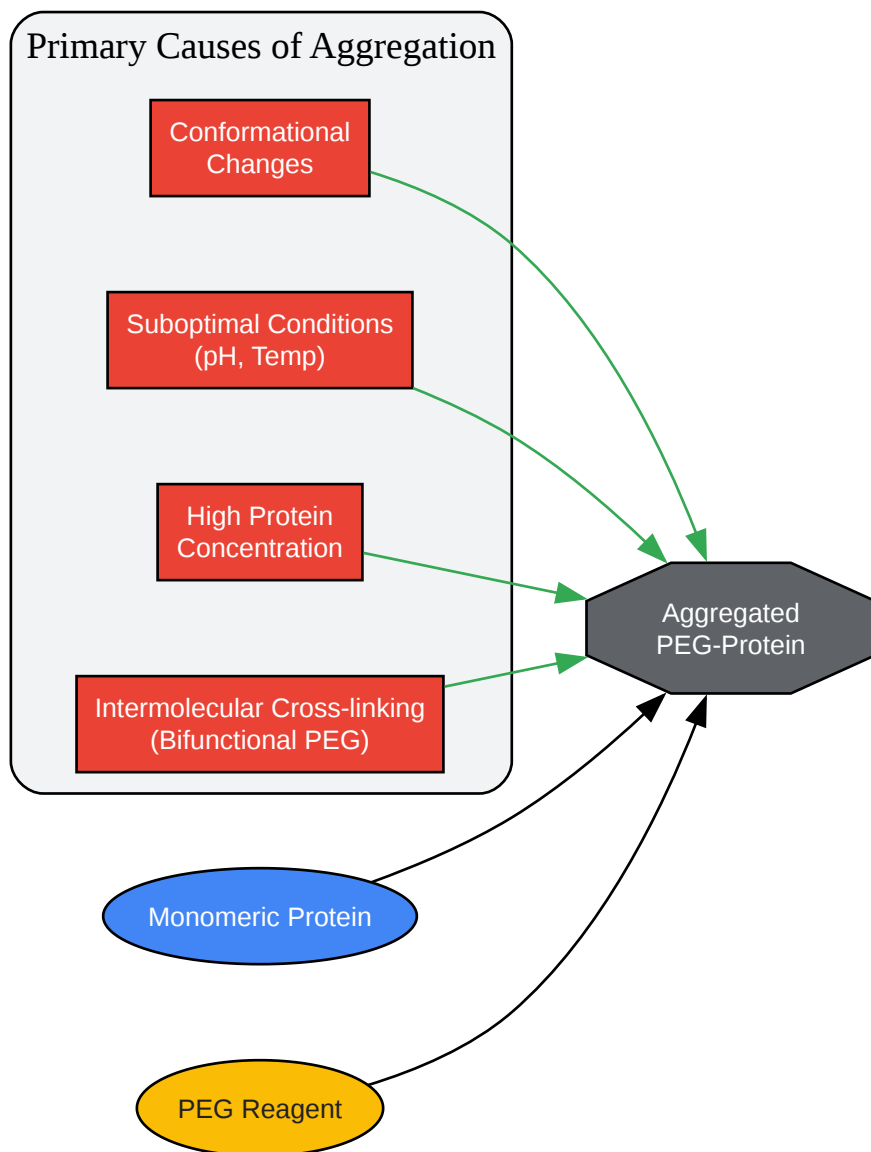 Primary Causes of Aggregation
Conformational
Changes
Suboptimal Conditions
(pH, Temp)
High Protein
Concentration
Aggregated
PEG-Protein
Intermolecular Cross-linking
(Bifunctional PEG)
Monomeric Protein
PEG Reagent